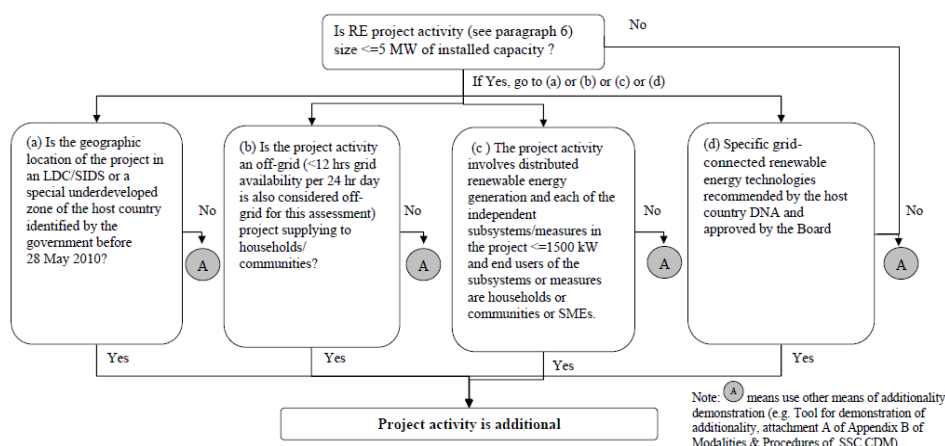 Is RE project activity (see paragraph 6)
size <=5 MW of installed capacity ?
No
If Yes, go to (a) or (b) or (c) or (d)
(a) Is the geographic
location of the project in
an LDC/SIDS or a
special underdeveloped
zone of the host country
identified by the
government before
28 May 2010?
No
A
Yes
(b) Is the project activity
an off-grid (<12 hrs grid
availability per 24 hr day
is also considered off-
grid for this assessment)
project supplying to
households/
communities?
No
A
Yes
(c ) The project activity
involves distributed
renewable energy
generation and each of the
independent
subsystems/measures in
the project <=1500 kW
and end users of the
subsystems or measures
are households or
communities or SMEs.
No
A
Yes
(d) Specific grid-
connected renewable
energy technologies
recommended by the host
country DNA and
approved by the Board
No
A
Yes
Project activity is additional
Note: A means use other means of additionality
demonstration (e.g. Tool for demonstration of
additionality, attachment A of Appendix B of
Modalities & Procedures of SSC CDM)